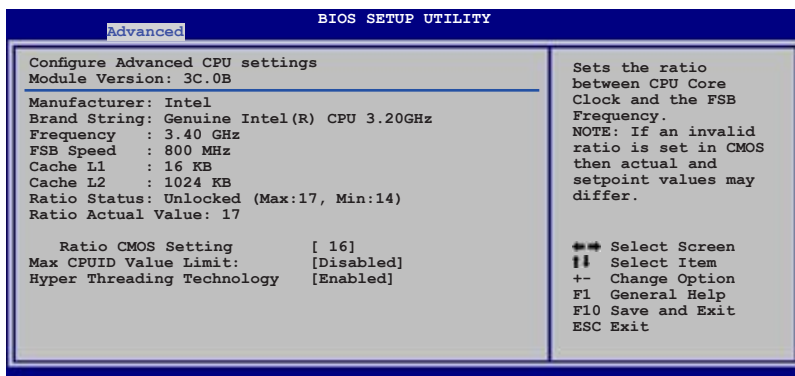 BIOS SETUP UTILITY
Advanced
Configure Advanced CPU settings
Module Version: 3C.0B
Manufacturer: Intel
Brand String: Genuine Intel(R) CPU 3.20GHz
Frequency : 3.40 GHz
FSB Speed : 800 MHz
Cache L1 : 16 KB
Cache L2 : 1024 KB
Ratio Status: Unlocked (Max:17, Min:14)
Ratio Actual Value: 17
Ratio CMOS Setting [ 16]
Max CPUID Value Limit: [Disabled]
Hyper Threading Technology [Enabled]
Sets the ratio
between CPU Core
Clock and the FSB
Frequency.
NOTE: If an invalid
ratio is set in CMOS
then actual and
setpoint values may
differ.
Select Screen
Select Item
+- Change Option
F1 General Help
F10 Save and Exit
ESC Exit